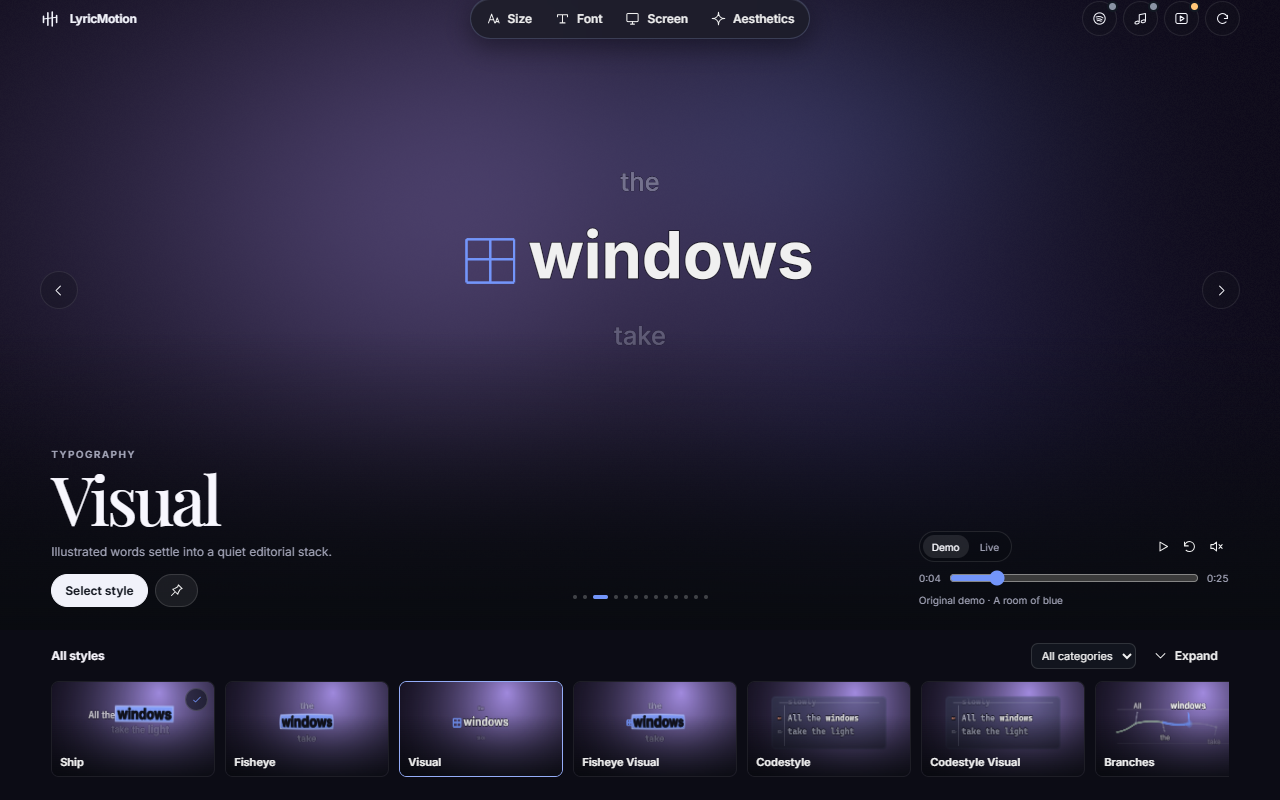 LyricMotion
Size
Font
Screen
Aesthetics
the
windows
take
TYPOGRAPHY
Visual
Illustrated words settle into a quiet editorial stack.
Select style
Demo
Live
0:04
0:25
Original demo · A room of blue
All styles
All categories
Expand
All the windows
take the light
Ship
the
windows
take
Fisheye
windows
Visual
the
windows
take
Fisheye Visual
All the windows
take the light
Codestyle
All the windows
take the light
Codestyle Visual
All
windows
the
take
Branches